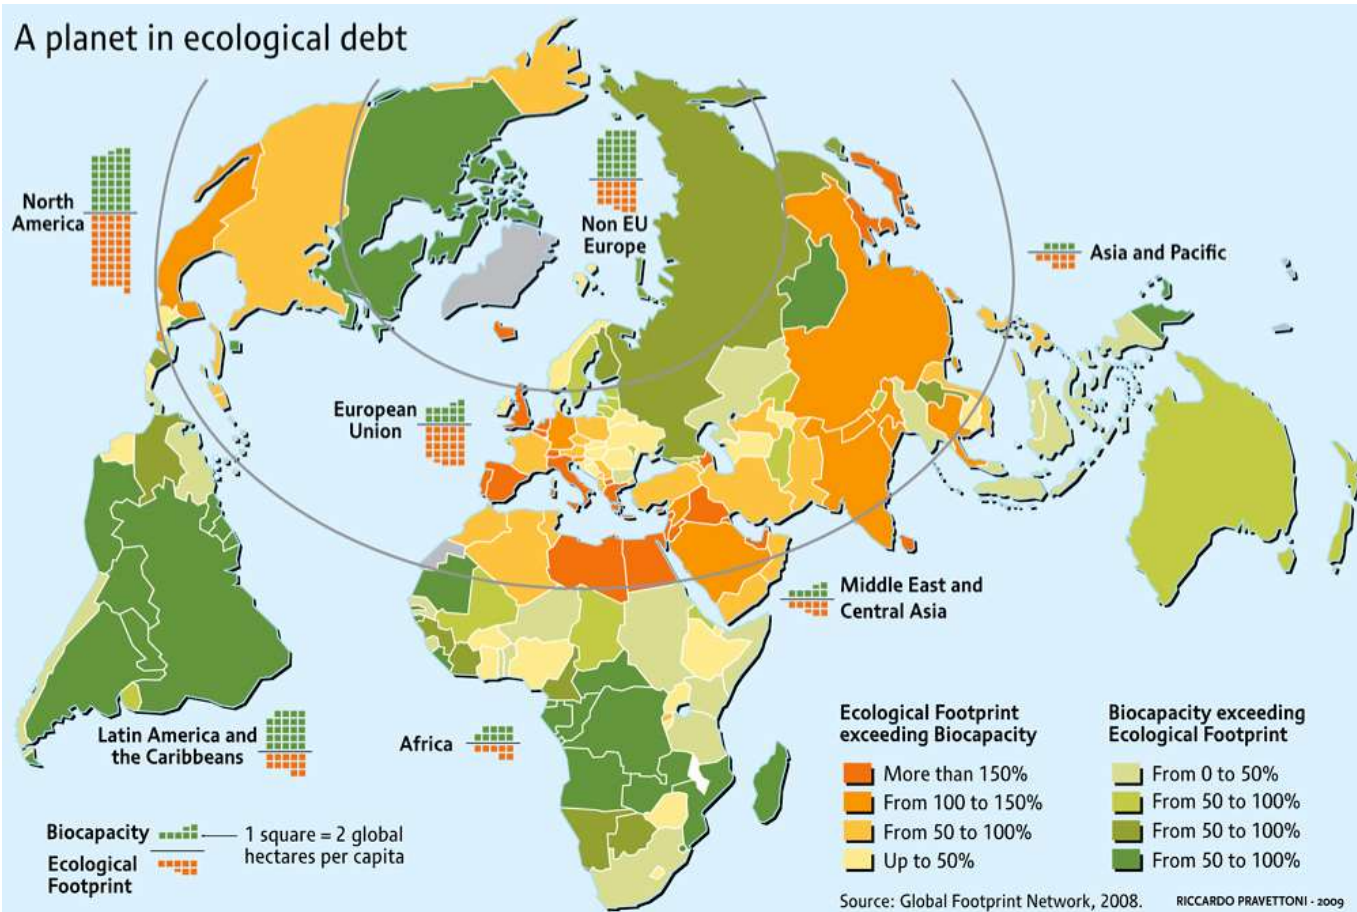 A planet in ecological debt
North
America
Non EU
Europe
Asia and Pacific
European
Union
Middle East and
Central Asia
Latin America and
the Caribbeans
Africa
Biocapacity
Ecological
Footprint
1 square = 2 global
hectares per capita
Ecological Footprint
exceeding Biocapacity
More than 150%
From 100 to 150%
From 50 to 100%
Up to 50%
Biocapacity exceeding
Ecological Footprint
From 0 to 50%
From 50 to 100%
From 50 to 100%
From 50 to 100%
Source: Global Footprint Network, 2008.
RICCARDO PRAVETTONI - 2009